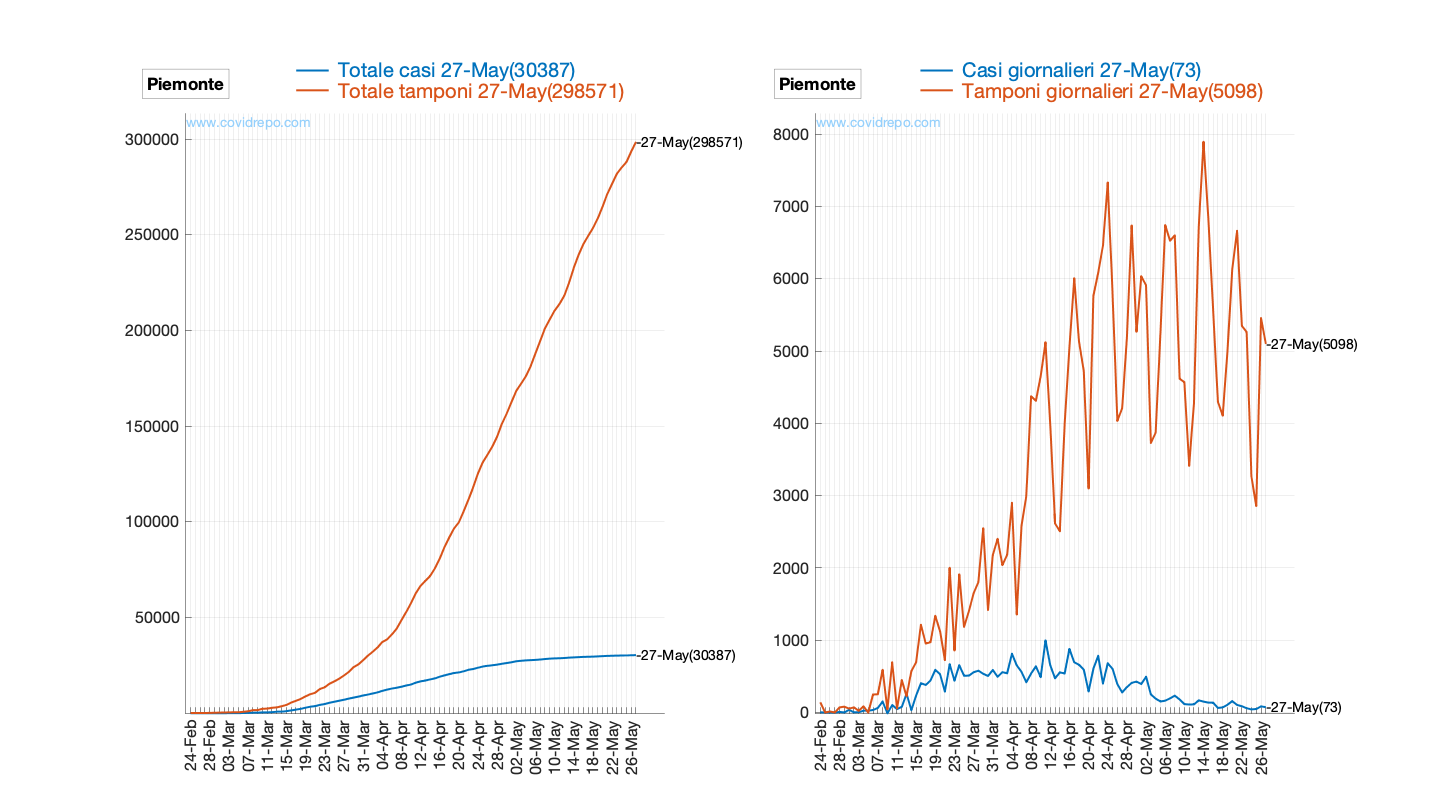 Piemonte
Totale casi 27-May(30387)
Totale tamponi 27-May(298571)
www.covidrepo.com
300000
250000
200000
150000
100000
50000
-27-May(298571)
-27-May(30387)
24-Feb
28-Feb
03-Mar
07-Mar
11-Mar
15-Mar
19-Mar
23-Mar
27-Mar
31-Mar
04-Apr
08-Apr
12-Apr
16-Apr
20-Apr
24-Apr
28-Apr
02-May
06-May
10-May
14-May
18-May
22-May
26-May
Piemonte
Casi giornalieri 27-May(73)
Tamponi giornalieri 27-May(5098)
www.covidrepo.com
8000
7000
6000
5000
4000
3000
2000
1000
0
-27-May(5098)
-27-May(73)
24-Feb
28-Feb
03-Mar
07-Mar
11-Mar
15-Mar
19-Mar
23-Mar
27-Mar
31-Mar
04-Apr
08-Apr
12-Apr
16-Apr
20-Apr
24-Apr
28-Apr
02-May
06-May
10-May
14-May
18-May
22-May
26-May